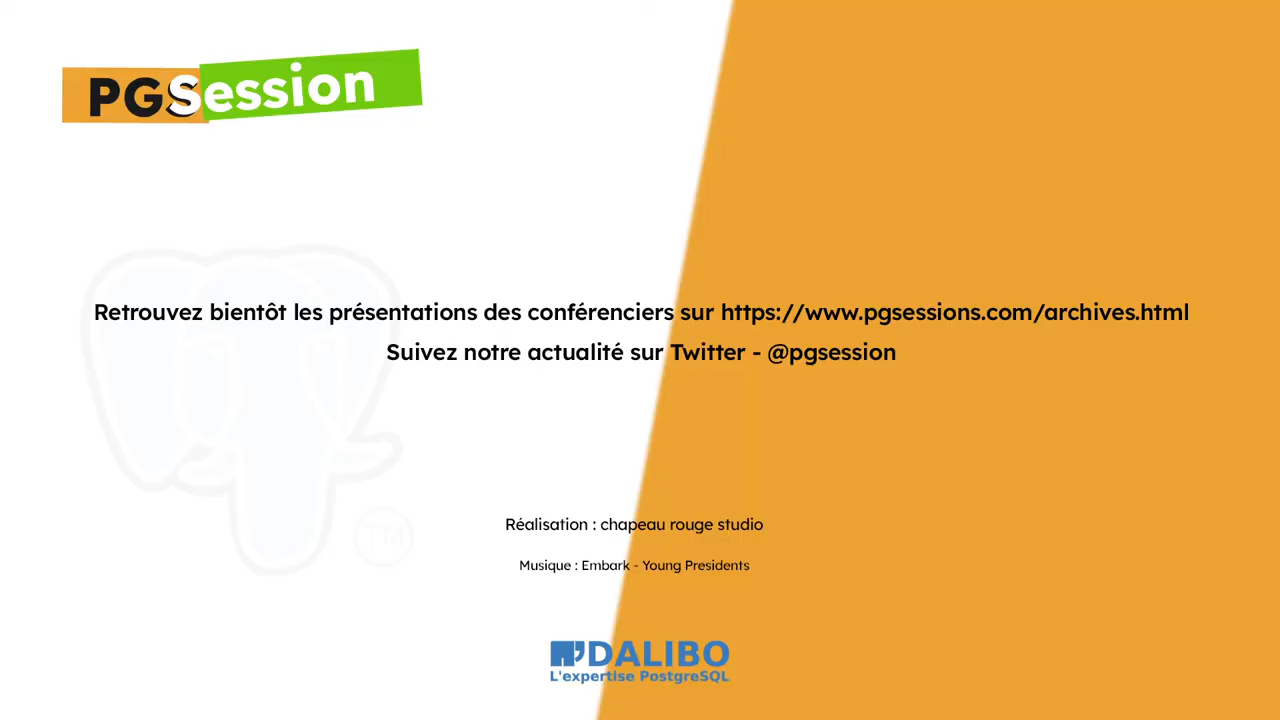 PGSession
Retrouvez bientôt les présentations des conférenciers sur https://www.pgsessions.com/archives.html
Suivez notre actualité sur Twitter - @pgsession
TM
Réalisation : chapeau rouge studio
Musique : Embark - Young Presidents
DALIBO
L'expertise PostgreSQL